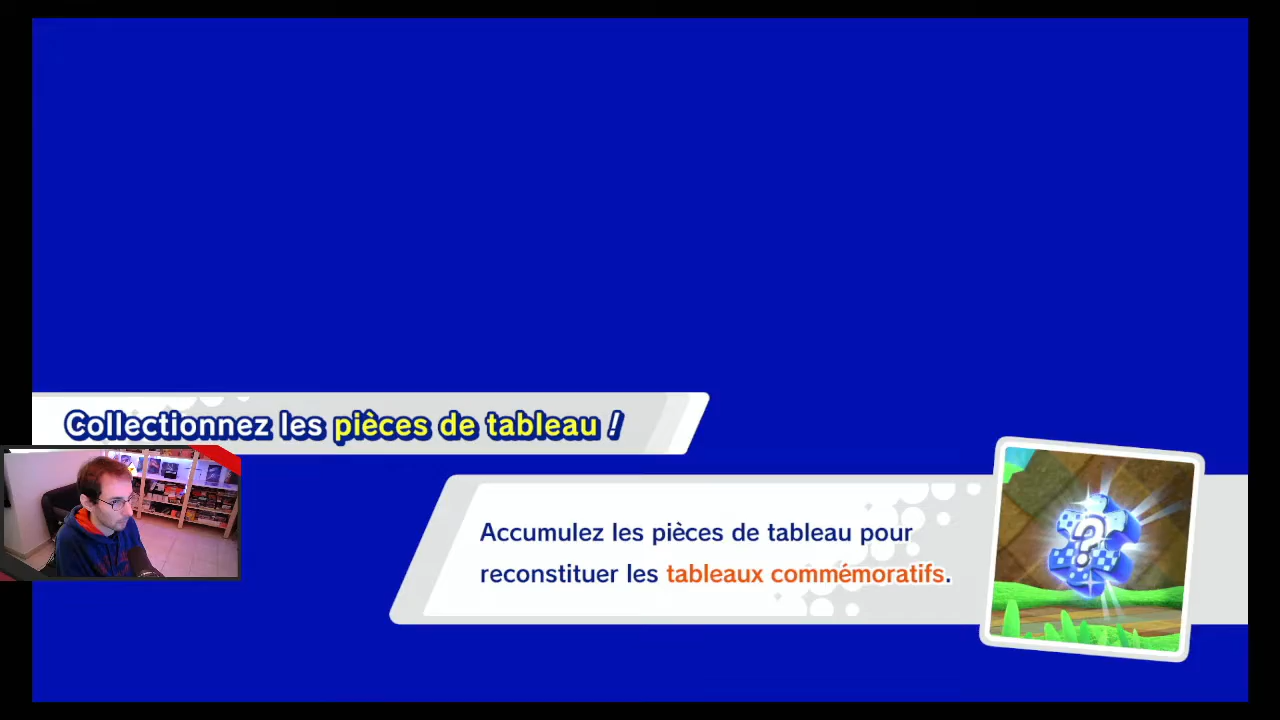 Collectionnez les pièces de tableau !
Accumulez les pièces de tableau pour
reconstituer les tableaux commémoratifs.
?